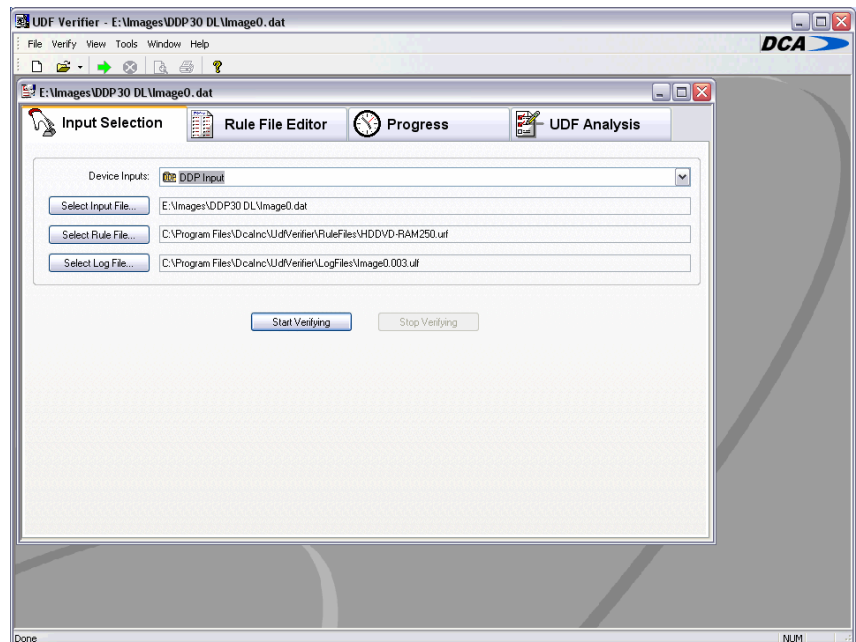 UDF Verifier - E:\Images\DDP30 DL\Image0.dat
File Verify View Tools Window Help
DCA
E:\Images\DDP30 DL\Image0.dat
Input Selection Rule File Editor Progress UDF Analysis
Device Inputs: DDP Input
Select Input File... E:\Images\DDP30 DL\Image0.dat
Select Rule File... C:\Program Files\DcaInc\UdfVerifier\RuleFiles\HDDVD-RAM250.urf
Select Log File... C:\Program Files\DcaInc\UdfVerifier\LogFiles\Image0.003.ulf
Start Verifying Stop Verifying
Done NUM